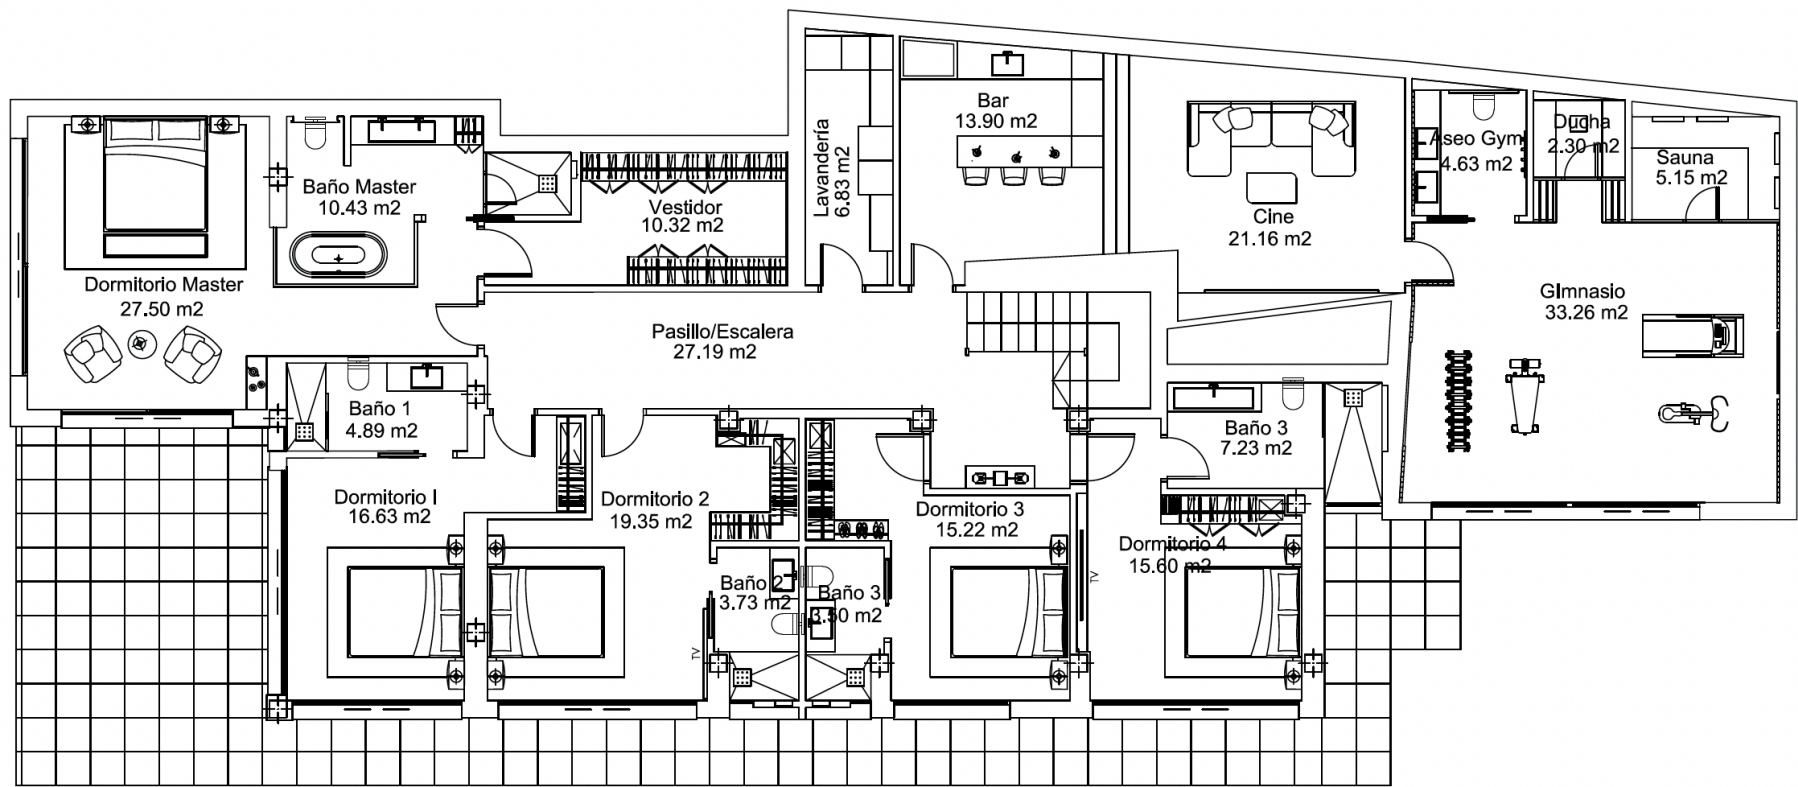 Bar
13.90 m2
Lavandería
6.83 m2
Aseo Gym
4.63 m2
Ducha
2.30 m2
Sauna
5.15 m2
Baño Master
10.43 m2
Vestidor
10.32 m2
Cine
21.16 m2
Dormitorio Master
27.50 m2
GImnasio
33.26 m2
Pasillo/Escalera
27.19 m2
Baño 1
4.89 m2
Baño 3
7.23 m2
Dormitorio I
16.63 m2
Dormitorio 2
19.35 m2
Dormitorio 3
15.22 m2
Dormitorio 4
15.60 m2
TV
Baño 2
3.73 m2
Baño 3
3.50 m2
TV